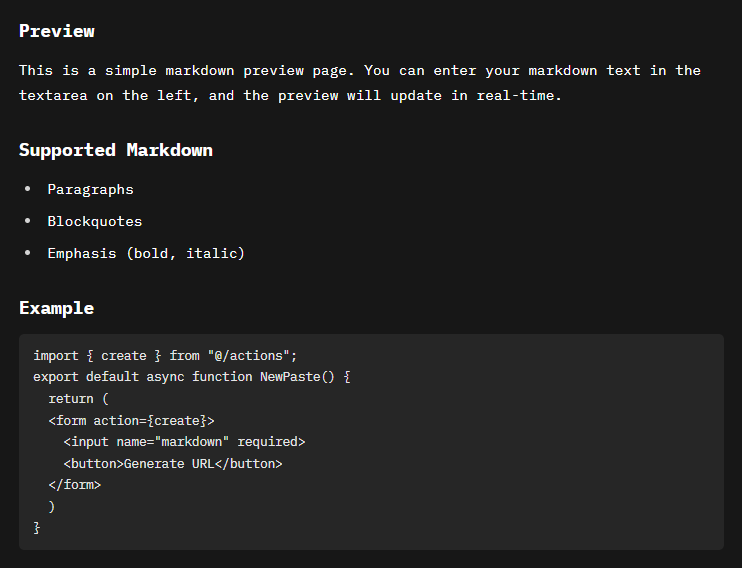 Preview
This is a simple markdown preview page. You can enter your markdown text in the
textarea on the left, and the preview will update in real-time.
Supported Markdown
• Paragraphs
• Blockquotes
• Emphasis (bold, italic)
Example
import { create } from "@/actions";
export default async function NewPaste() {
  return (
  <form action={create}>
    <input name="markdown" required>
    <button>Generate URL</button>
  </form>
  )
}